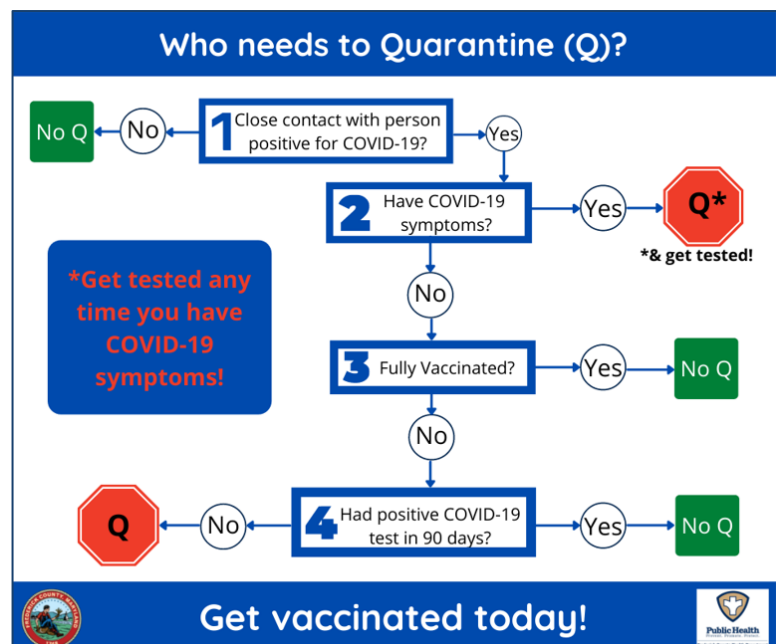 Who needs to Quarantine (Q)?
No Q
No
1
Close contact with person
positive for COVID-19?
Yes
2
Have COVID-19
symptoms?
Yes
Q*
*& get tested!
*Get tested any
time you have
COVID-19
symptoms!
No
3
Fully Vaccinated?
Yes
No Q
No
Q
No
4
Had positive COVID-19
test in 90 days?
Yes
No Q
FREDERICK COUNTY, MARYLAND
Get vaccinated today!
Public Health